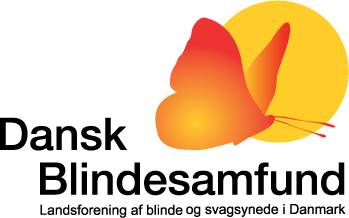 Dansk
Blindesamfund
Landsforening af blinde og svagsynede i Danmark